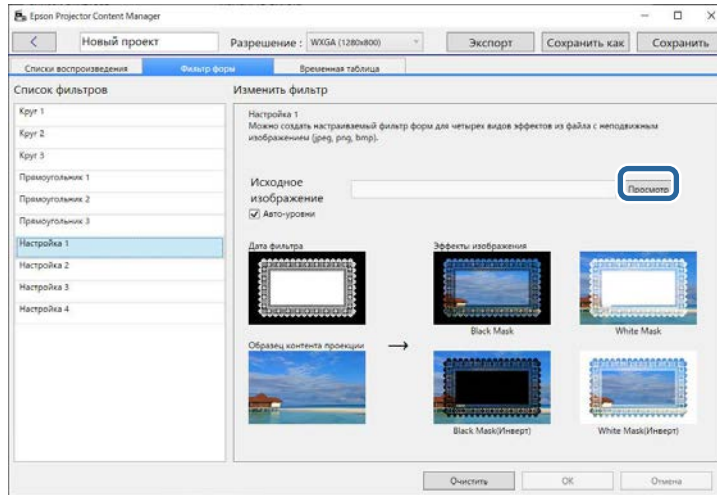 Epson Projector Content Manager
Новый проект
Разрешение :
WXGA (1280x800)
Экспорт
Сохранить как
Сохранить
Списки воспроизведения
Фильтр формы
Временная таблица
Список фильтров
Изменить фильтр
Круг 1
Круг 2
Круг 3
Прямоугольник 1
Прямоугольник 2
Прямоугольник 3
Настройка 1
Настройка 2
Настройка 3
Настройка 4
Настройка 1
Можно создать настраиваемый фильтр форм для четырех видов эффектов из файла с неподвижным
изображением (jpeg, png, bmp).
Исходное
изображение
Просмотр
Авто-уровни
Дата фильтра
Эффекты изображения
Black Mask
White Mask
Образец контента проекции
Black Mask(Инверт)
White Mask(Инверт)
Очистить
OK
Отмена